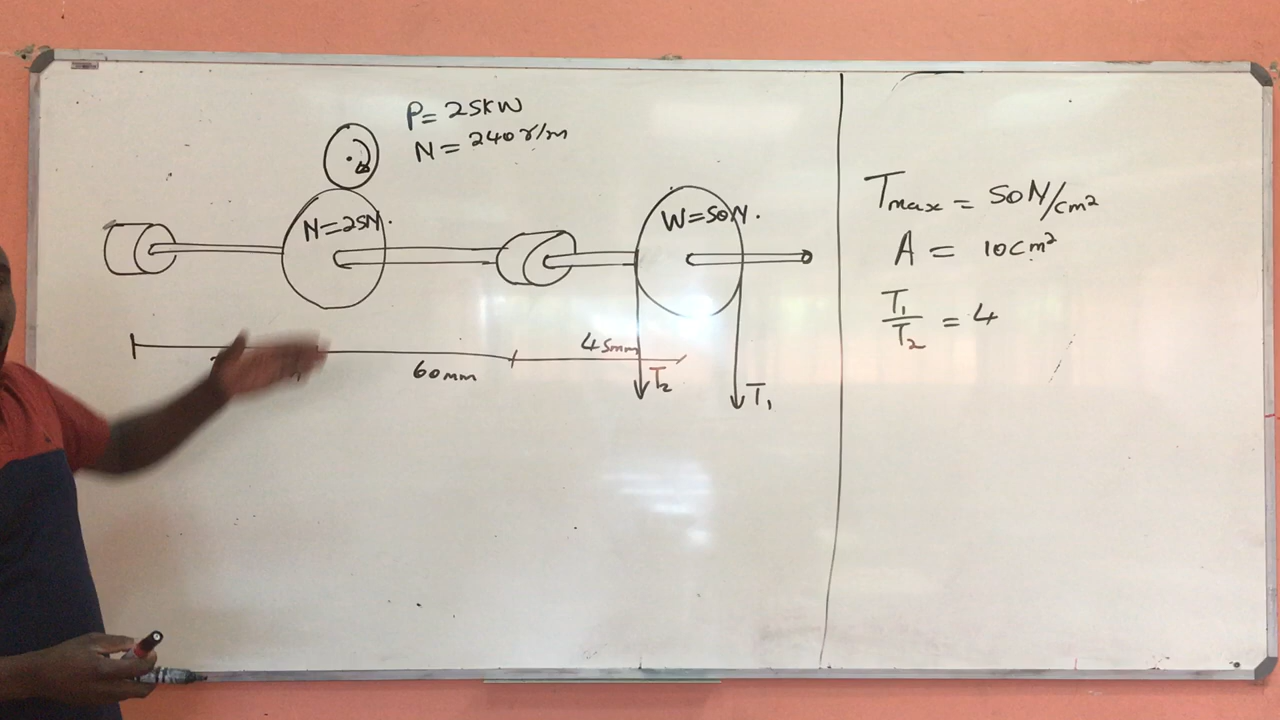 P = 25KW
N = 240 r/m
N = 25N.
W = 50N.
60mm
45mm
T2
T1
Tmax = 50N/cm²
A = 10cm²
T1/T2 = 4